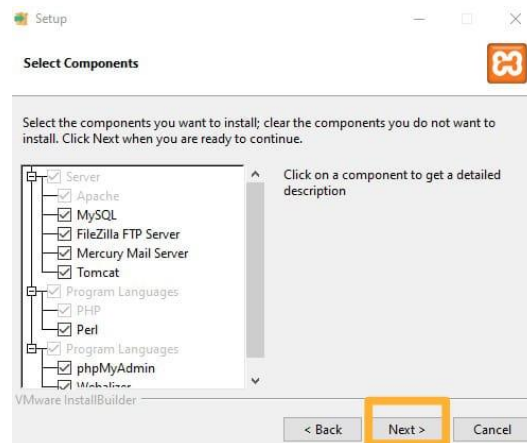 Setup
Select Components
Select the components you want to install; clear the components you do not want to
install. Click Next when you are ready to continue.
Server
Apache
MySQL
FileZilla FTP Server
Mercury Mail Server
Tomcat
Program Languages
PHP
Perl
Program Languages
phpMyAdmin
Webalizer
Click on a component to get a detailed
description
VMware InstallBuilder
< Back
Next >
Cancel